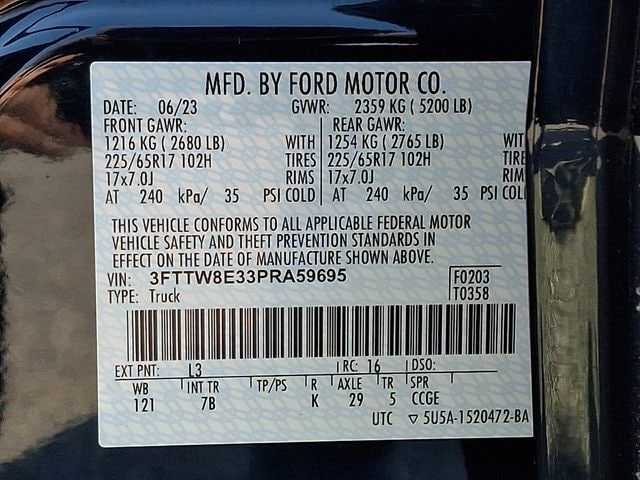 MFD. BY FORD MOTOR CO.
DATE: 06/23 GVWR: 2359 KG ( 5200 LB)
FRONT GAWR: REAR GAWR:
1216 KG ( 2680 LB) WITH 1254 KG ( 2765 LB) WIT
225/65R17 102H TIRES 225/65R17 102H TIRE
17x7.0J RIMS 17x7.0J RIM
AT 240 kPa/ 35 PSI COLD AT 240 kPa/ 35 PSI COL
THIS VEHICLE CONFORMS TO ALL APPLICABLE FEDERAL MOTOR
VEHICLE SAFETY AND THEFT PREVENTION STANDARDS IN
EFFECT ON THE DATE OF MANUFACTURE SHOWN ABOVE.
VIN: 3FTTW8E33PRA59695 F0203
TYPE: Truck T0358
EXT PNT: L3 RC: 16 DSO:
WB INT TR TP/PS R AXLE TR SPR
121 7B K 29 5 CCGE
UTC ▽ 5U5A-1520472-BA